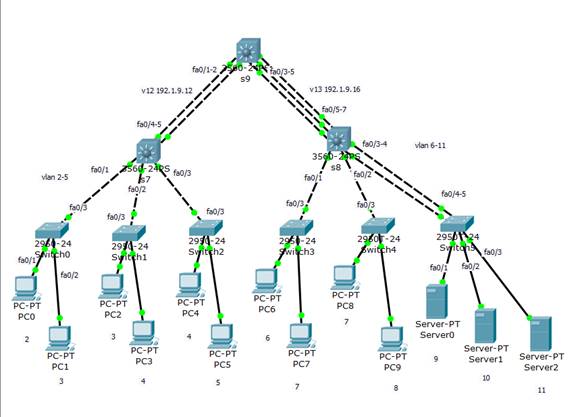 3560-24PS
s9
fa0/1-2
fa0/3-5
v12 192.1.9.12
v13 192.1.9.16
fa0/4-5
fa0/5-7
3560-24PS
s7
3560-24PS
s8
fa0/3-4
vlan 6-11
fa0/1
fa0/2
fa0/3
vlan 2-5
fa0/1
fa0/2
fa0/4-5
fa0/3
fa0/3
fa0/3
fa0/3
fa0/3
2950-24
Switch0
2950-24
Switch1
2950-24
Switch2
2950-24
Switch3
2950-24
Switch4
2950-24
fa0/1
fa0/2
fa0/1
fa0/2
fa0/3
PC-PT
PC0
PC-PT
PC2
PC-PT
PC4
PC-PT
PC6
PC-PT
PC8
Server-PT
Server0
Server-PT
Server1
Server-PT
Server2
PC-PT
PC1
PC-PT
PC3
PC-PT
PC5
PC-PT
PC7
PC-PT
PC9
2
3
4
6
7
9
10
11
3
4
5
7
8